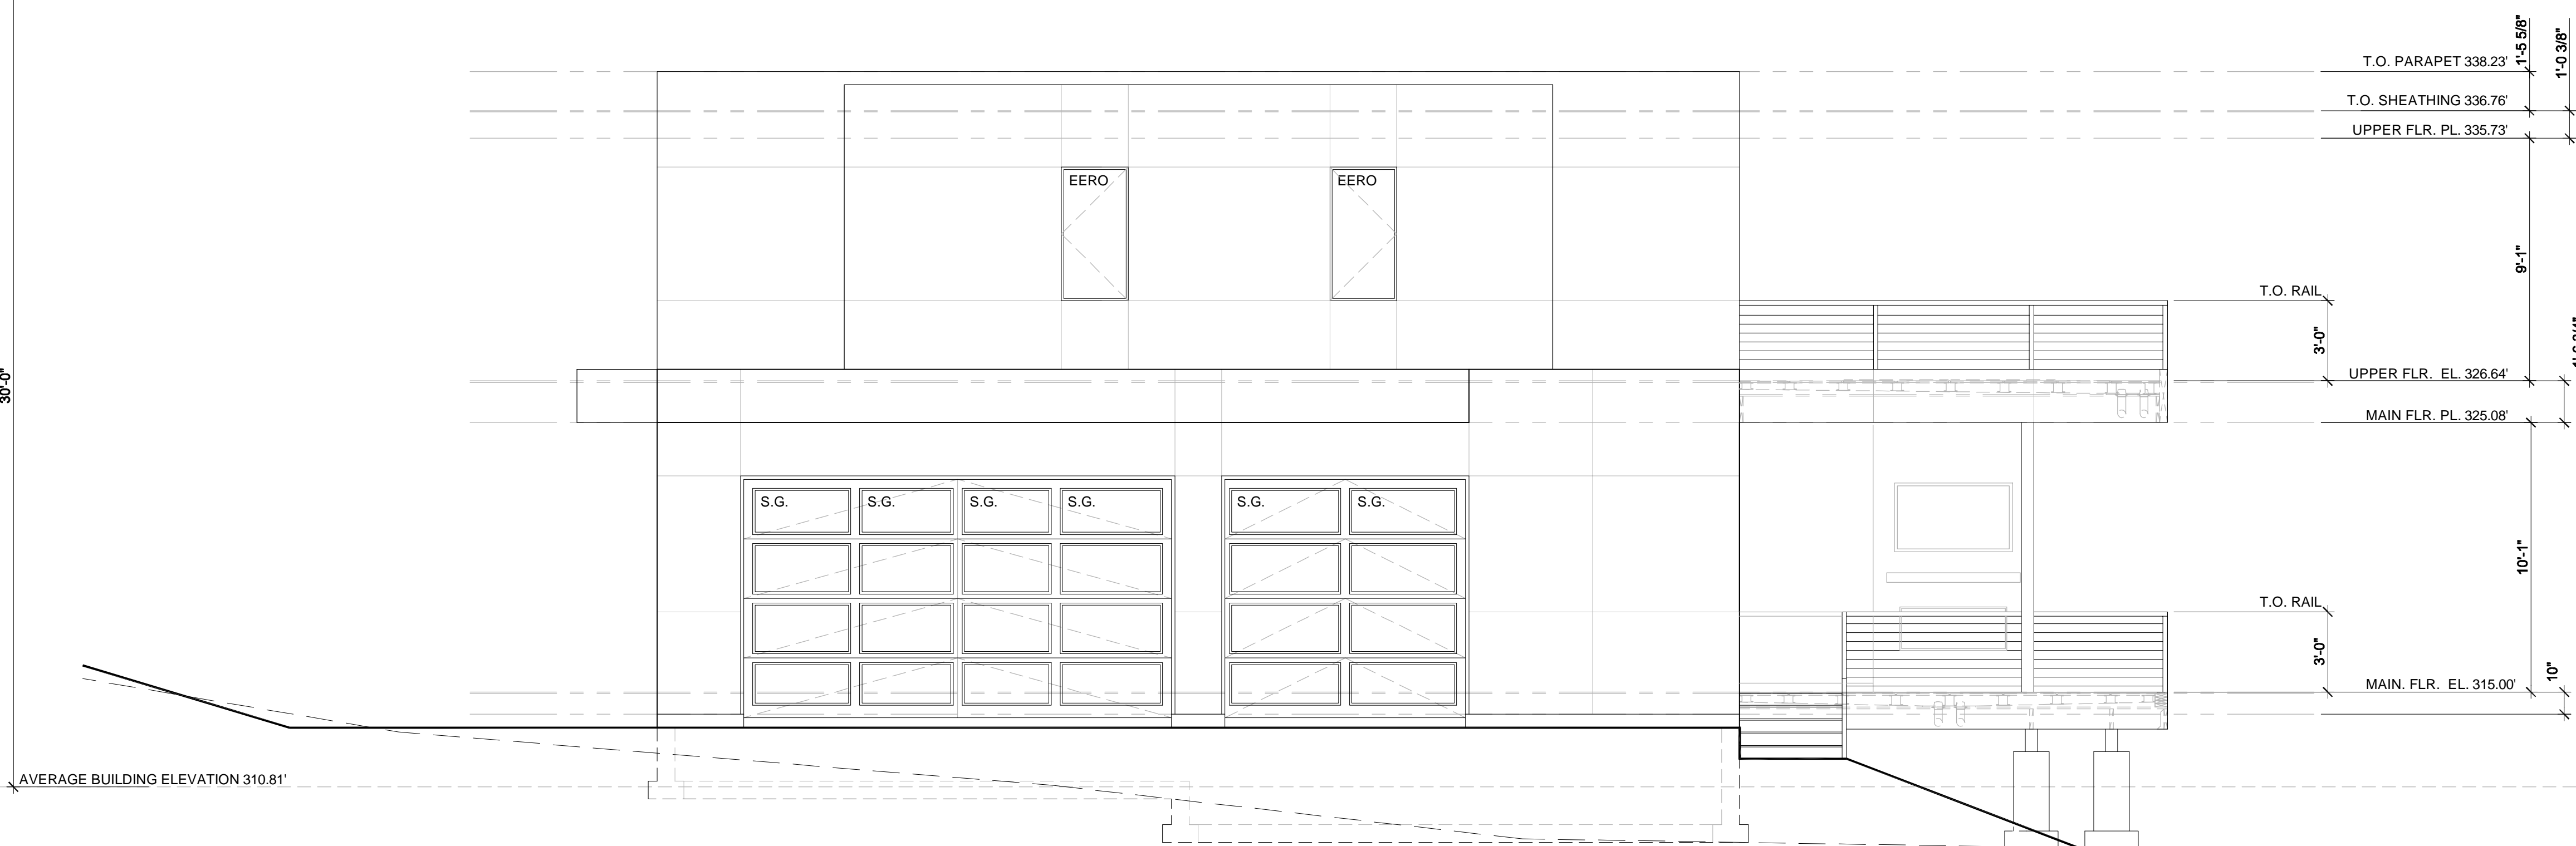 1'-5 5/8"
1'-0 3/8"
T.O. PARAPET 338.23'
T.O. SHEATHING 336.76'
UPPER FLR. PL. 335.73'
EERO
EERO
9'-1"
T.O. RAIL
3'-0"
30'-0"
UPPER FLR. EL. 326.64'
MAIN FLR. PL. 325.08'
S.G.
S.G.
S.G.
S.G.
S.G.
S.G.
10'-1"
T.O. RAIL
3'-0"
10"
MAIN. FLR. EL. 315.00'
AVERAGE BUILDING ELEVATION 310.81'